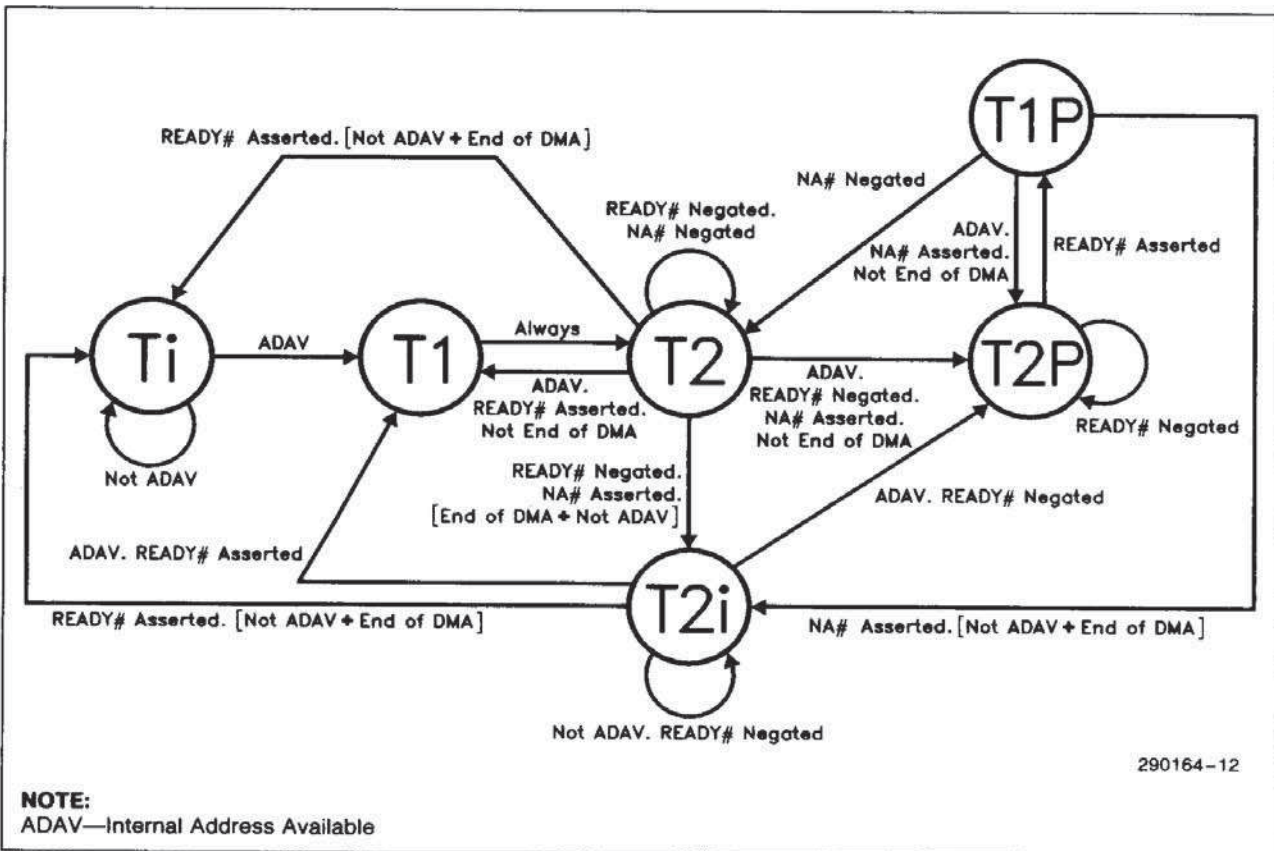 T1P
READY# Asserted. [Not ADAV + End of DMA]
NA# Negated
READY# Negated.
NA# Negated
ADAV.
NA# Asserted.
Not End of DMA
READY# Asserted
Ti
ADAV
T1
Always
T2
T2P
ADAV.
READY# Asserted.
Not End of DMA
ADAV.
READY# Negated.
NA# Asserted.
Not End of DMA
READY# Negated
Not ADAV
READY# Negated.
NA# Asserted.
[End of DMA + Not ADAV]
ADAV. READY# Negated
ADAV. READY# Asserted
T2i
READY# Asserted. [Not ADAV + End of DMA]
NA# Asserted. [Not ADAV + End of DMA]
Not ADAV. READY# Negated
290164-12
NOTE:
ADAV—Internal Address Available